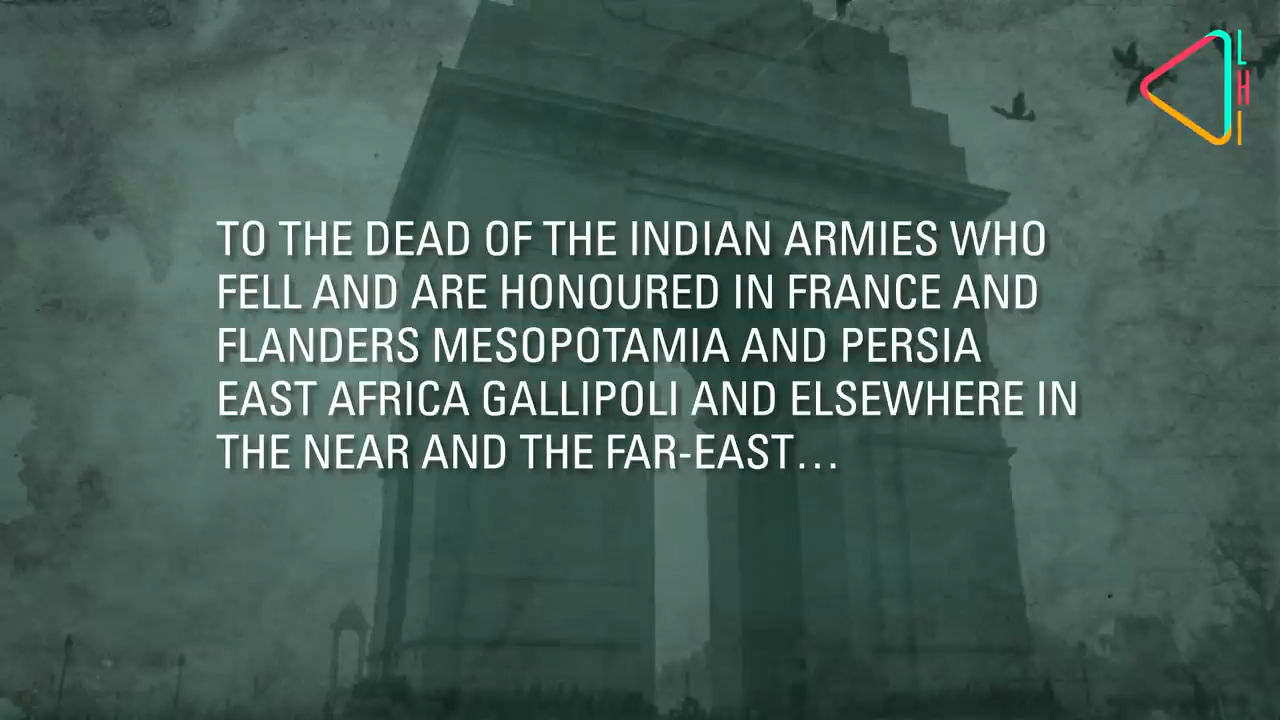 TO THE DEAD OF THE INDIAN ARMIES WHO
FELL AND ARE HONOURED IN FRANCE AND
FLANDERS MESOPOTAMIA AND PERSIA
EAST AFRICA GALLIPOLI AND ELSEWHERE IN
THE NEAR AND THE FAR-EAST...
LHI